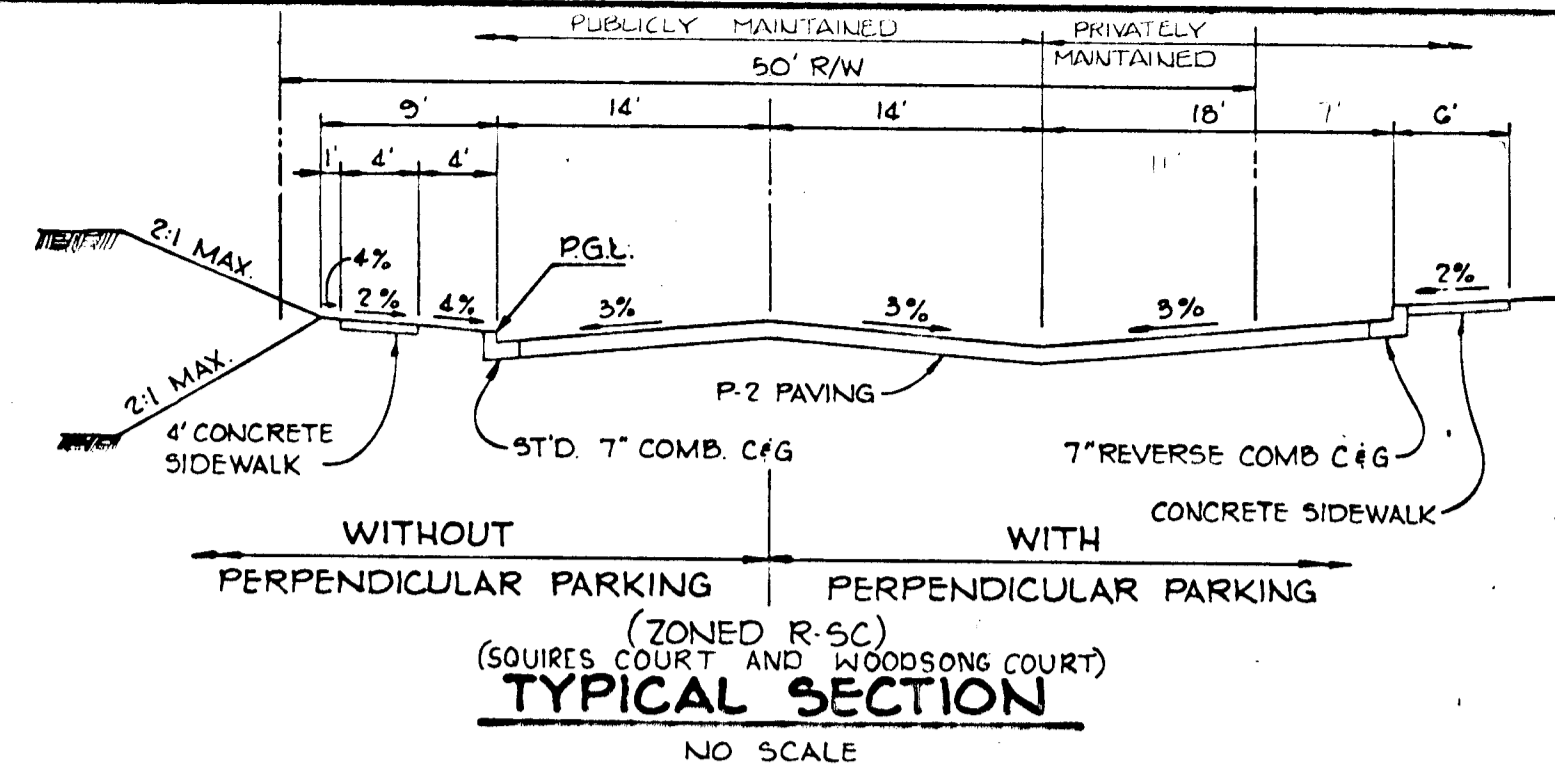 PUBLICLY MAINTAINED
PRIVATELY
MAINTAINED
50' R/W
9'
14'
14'
18'
7'
6'
1'
4'
4'
11'
2:1 MAX.
4%
P.G.L.
2%
4%
3%
3%
3%
2%
2:1 MAX.
P-2 PAVING
4' CONCRETE
SIDEWALK
ST'D. 7" COMB. C&G
7" REVERSE COMB C & G
CONCRETE SIDEWALK
WITHOUT
PERPENDICULAR PARKING
WITH
PERPENDICULAR PARKING
(ZONED R-SC)
(SQUIRES COURT AND WOODSONG COURT)
TYPICAL SECTION
NO SCALE